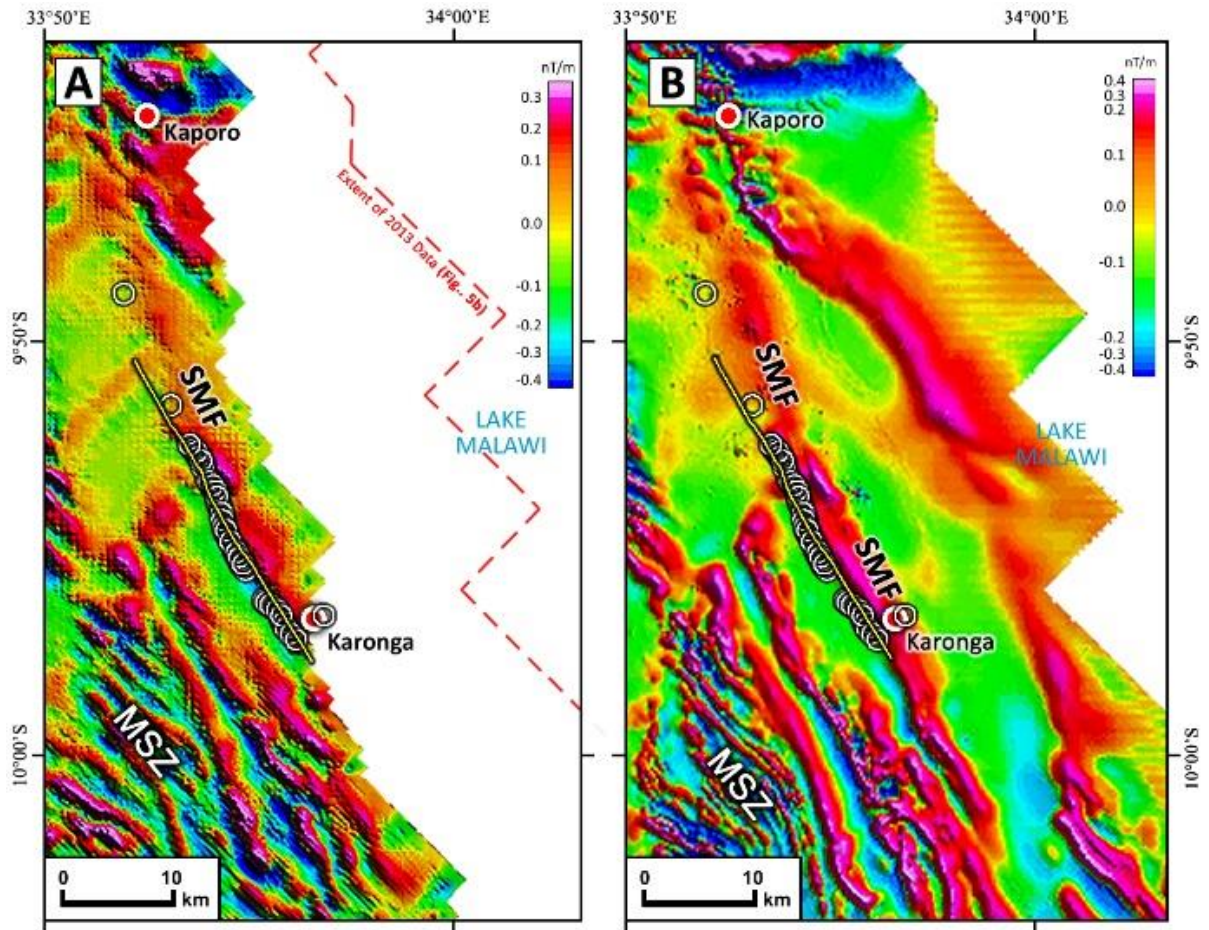 33°50'E
34°00'E
33°50'E
34°00'E
A
nT/m
0.3
0.2
0.1
0.0
-0.1
-0.2
-0.3
-0.4
Kaporo
Extent of 2013 Data (Fig.. 5b)
9°50'S
SMF
LAKE
MALAWI
Karonga
MSZ
10°00'S
0 10
km
B
nT/m
0.4
0.3
0.2
0.1
0.0
-0.1
-0.2
-0.3
-0.4
Kaporo
9°50'S
SMF
LAKE
MALAWI
SMF
Karonga
MSZ
10°00'S
0 10
km